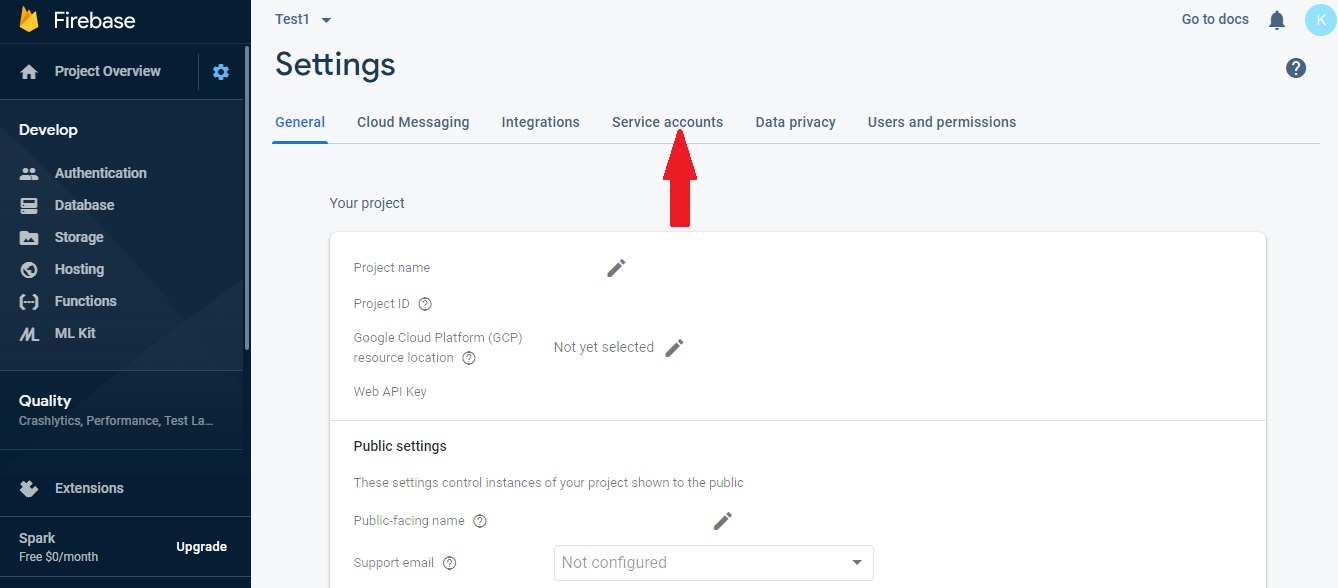 Firebase
Project Overview
Develop
Authentication
Database
Storage
Hosting
Functions
ML Kit
Quality
Crashlytics, Performance, Test La...
Extensions
Spark
Free $0/month
Upgrade
Test1
Go to docs
K
Settings
General Cloud Messaging Integrations Service accounts Data privacy Users and permissions
Your project
Project name
Project ID
Google Cloud Platform (GCP)
resource location
Not yet selected
Web API Key
Public settings
These settings control instances of your project shown to the public
Public-facing name
Support email
Not configured